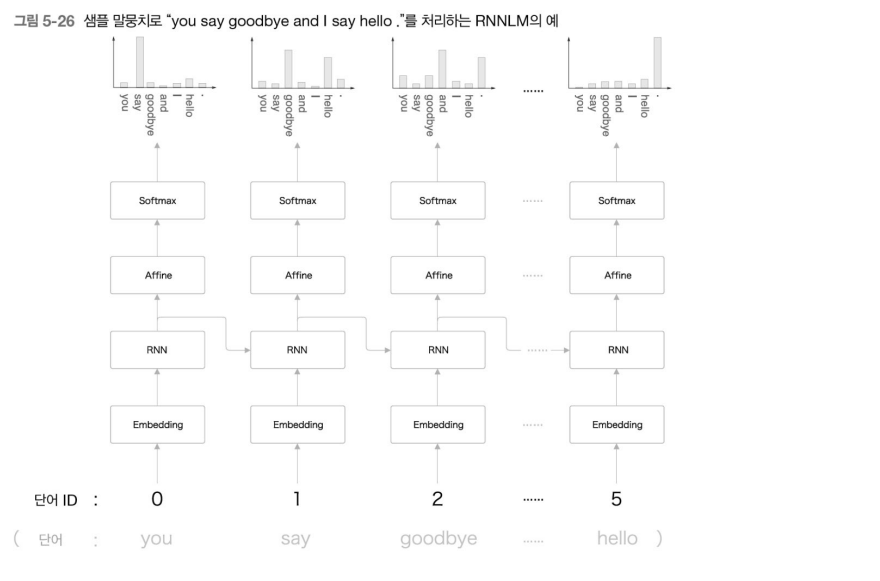 그림 5-26 샘플 말뭉치로 “you say goodbye and I say hello .”를 처리하는 RNNLM의 예
you say goodbye and I hello .
you say goodbye and I hello .
you say goodbye and I hello .
......
you say goodbye and I hello .
Softmax Softmax Softmax ...... Softmax
Affine Affine Affine ...... Affine
RNN RNN RNN ...... RNN
Embedding Embedding Embedding ...... Embedding
단어 ID : 0 1 2 ...... 5
( 단어 : you say goodbye ...... hello )